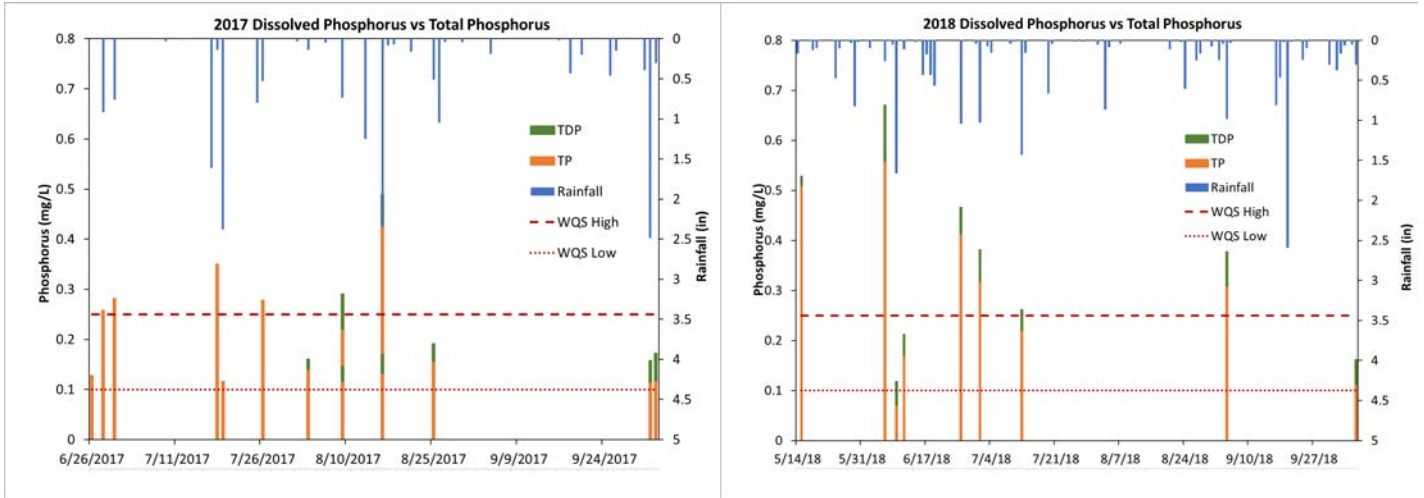 2017 Dissolved Phosphorus vs Total Phosphorus
0.8
0.7
0.6
0.5
0.4
0.3
0.2
0.1
0
Phosphorus (mg/L)
0
0.5
1
1.5
2
2.5
3
3.5
4
4.5
5
Rainfall (in)
TDP
TP
Rainfall
WQS High
WQS Low
6/26/2017 7/11/2017 7/26/2017 8/10/2017 8/25/2017 9/9/2017 9/24/2017
2018 Dissolved Phosphorus vs Total Phosphorus
0.8
0.7
0.6
0.5
0.4
0.3
0.2
0.1
0
Phosphorus (mg/L)
0
0.5
1
1.5
2
2.5
3
3.5
4
4.5
5
Rainfall (in)
TDP
TP
Rainfall
WQS High
WQS Low
5/14/18 5/31/18 6/17/18 7/4/18 7/21/18 8/7/18 8/24/18 9/10/18 9/27/18